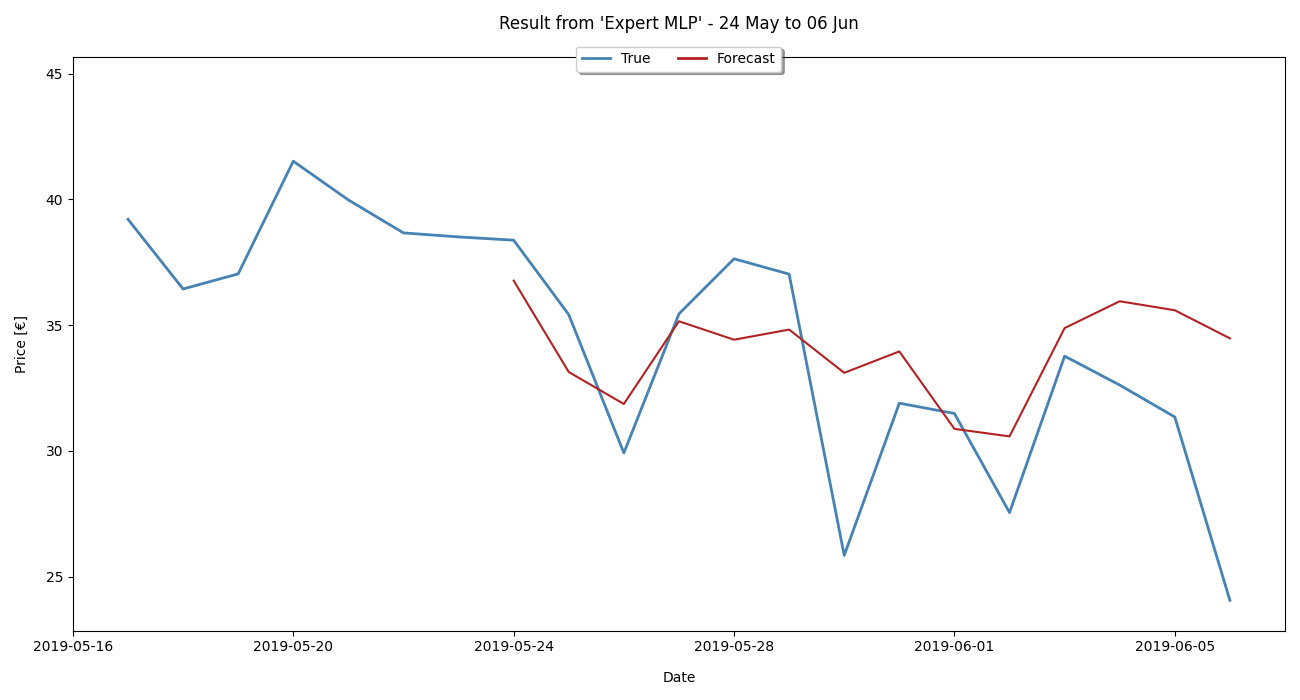 Result from 'Expert MLP' - 24 May to 06 Jun
True Forecast
45
40
35
30
25
Price [€]
2019-05-16 2019-05-20 2019-05-24 2019-05-28 2019-06-01 2019-06-05
Date